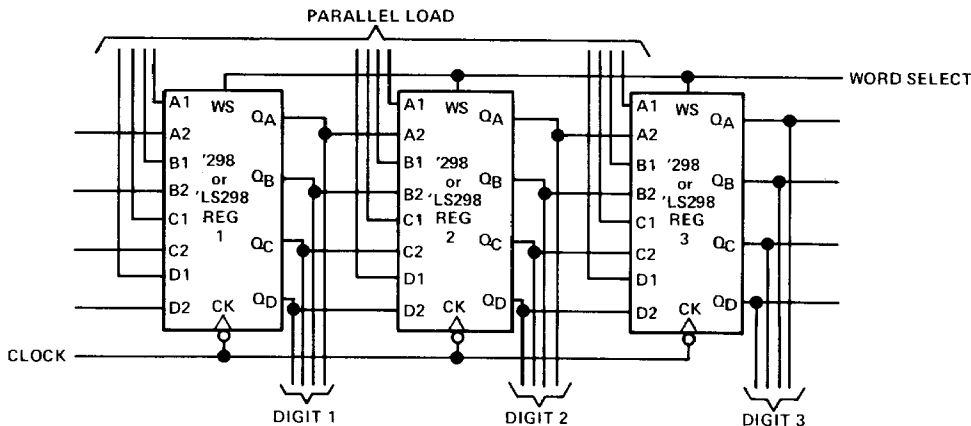 PARALLEL LOAD
WORD SELECT
A1
WS
QA
A2
B1
'298
or
'LS298
REG
1
QB
B2
C1
QC
C2
D1
QD
D2
CK
A1
WS
QA
A2
B1
'298
or
'LS298
REG
2
QB
B2
C1
QC
C2
D1
QD
D2
CK
A1
WS
QA
A2
B1
'298
or
'LS298
REG
3
QB
B2
C1
QC
C2
D1
QD
D2
CK
CLOCK
DIGIT 1
DIGIT 2
DIGIT 3